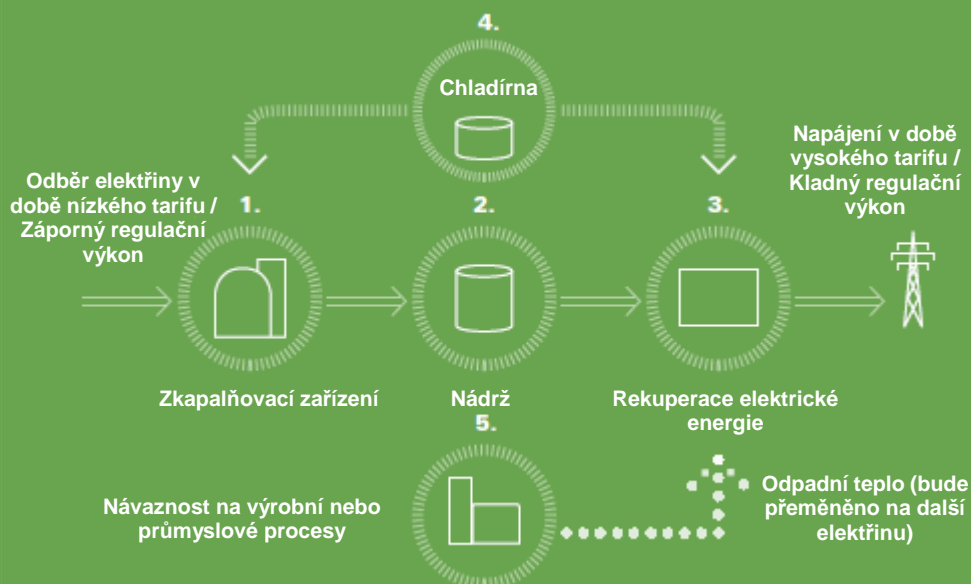 4.
Chladírna
Napájení v době
vysokého tarifu /
Kladný regulační
výkon
Odběr elektřiny v
době nízkého tarifu /
Záporný regulační
výkon
1.
2.
3.
Zkapalňovací zařízení
Nádrž
Rekuperace elektrické
energie
5.
Návaznost na výrobní nebo
průmyslové procesy
Odpadní teplo (bude
přeměněno na další
elektřinu)